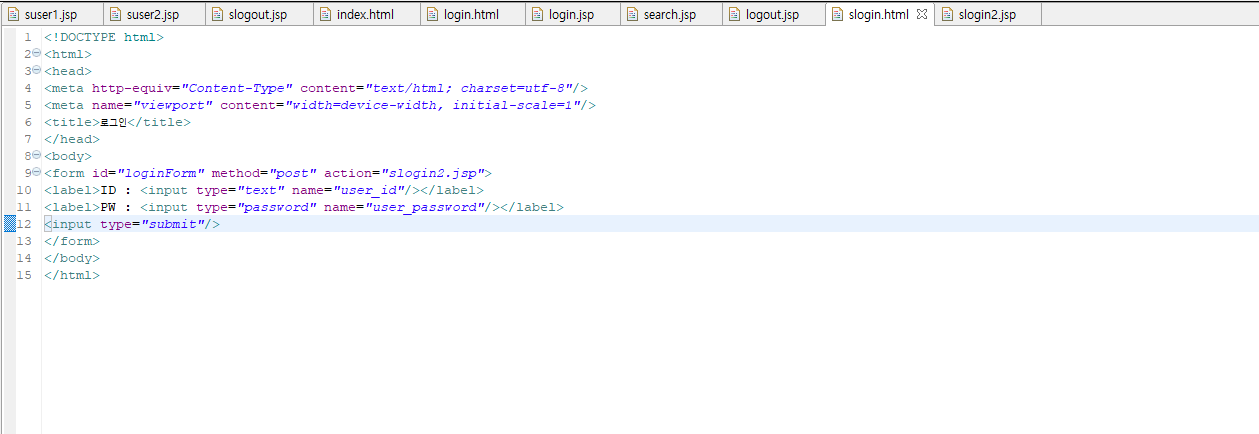 suser1.jsp suser2.jsp slogout.jsp index.html login.html login.jsp search.jsp logout.jsp slogin.html slogin2.jsp
1 <!DOCTYPE html>
2 <html>
3 <head>
4 <meta http-equiv="Content-Type" content="text/html; charset=utf-8"/>
5 <meta name="viewport" content="width=device-width, initial-scale=1"/>
6 <title>로그인</title>
7 </head>
8 <body>
9 <form id="loginForm" method="post" action="slogin2.jsp">
10 <label>ID : <input type="text" name="user_id"/></label>
11 <label>PW : <input type="password" name="user_password"/></label>
12 <input type="submit"/>
13 </form>
14 </body>
15 </html>